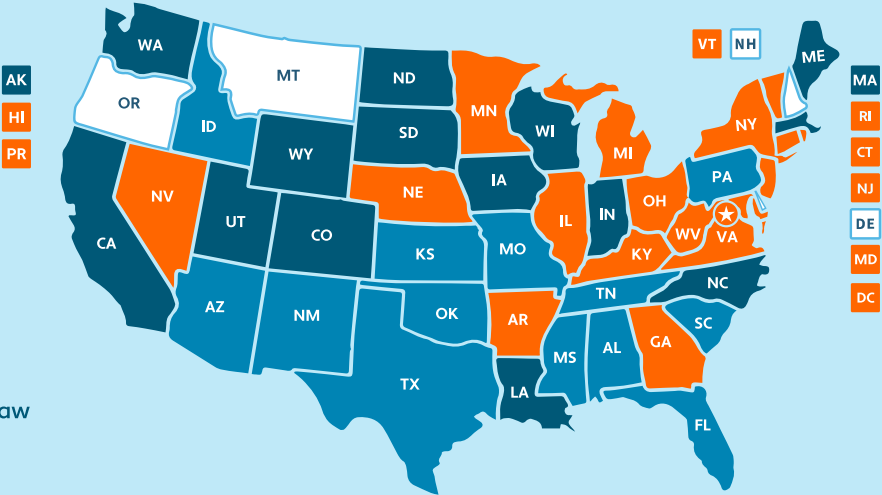 VT NH
ME
WA
MT
ND
AK
MA
OR
MN
HI
RI
ID
SD
WI
NY
PR
WY
MI
CT
PA
NV
NE
IA
NJ
UT
CO
IL
IN
OH
DE
CA
KS
MO
KY
WV
VA
MD
AZ
NM
OK
TN
NC
DC
AR
SC
TX
MS
AL
GA
LA
aw
FL